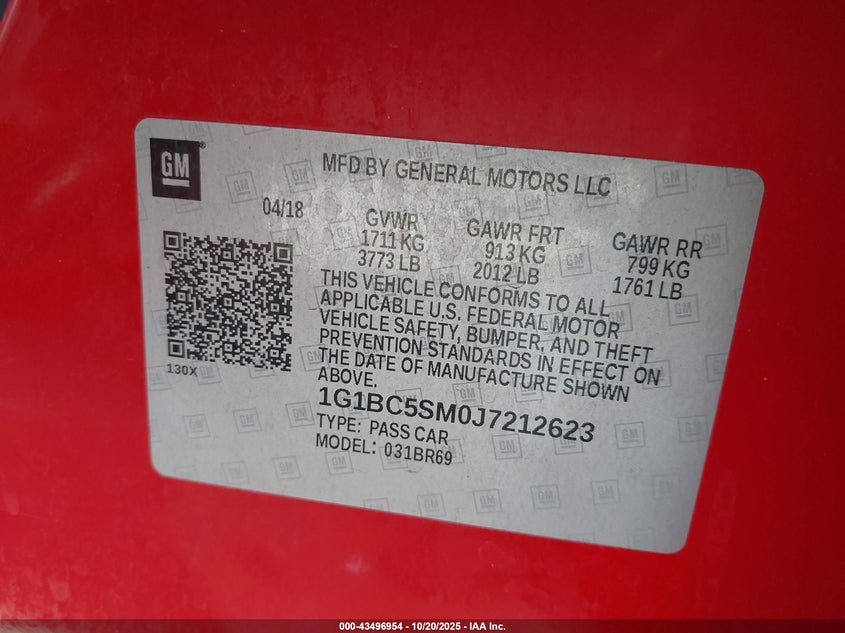 GM
MFD BY GENERAL MOTORS LLC
04/18
GVWR
1711 KG
3773 LB
GAWR FRT
913 KG
2012 LB
GAWR RR
799 KG
1761 LB
THIS VEHICLE CONFORMS TO ALL
APPLICABLE U.S. FEDERAL MOTOR
VEHICLE SAFETY, BUMPER, AND THEFT
PREVENTION STANDARDS IN EFFECT ON
THE DATE OF MANUFACTURE SHOWN
ABOVE.
130X
1G1BC5SM0J7212623
TYPE: PASS CAR
MODEL: 031BR69
000-43496954 - 10/20/2025 - IAA Inc.